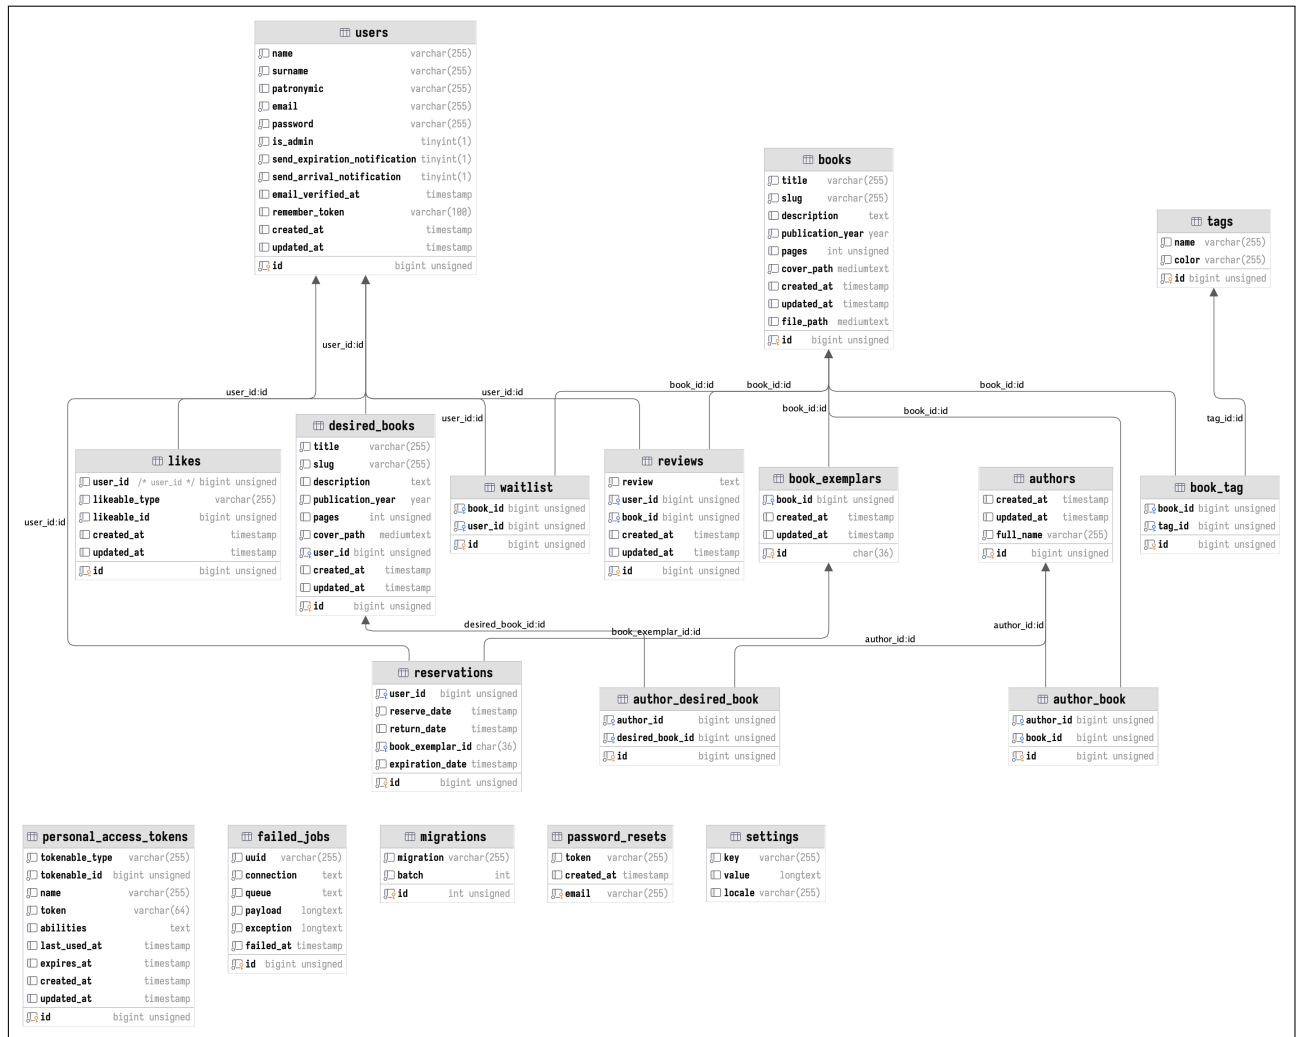 users
name varchar(255)
surname varchar(255)
patronymic varchar(255)
email varchar(255)
password varchar(255)
is_admin tinyint(1)
send_expiration_notification tinyint(1)
send_arrival_notification tinyint(1)
email_verified_at timestamp
remember_token varchar(100)
created_at timestamp
updated_at timestamp
id bigint unsigned
books
title varchar(255)
slug varchar(255)
description text
publication_year year
pages int unsigned
cover_path mediumtext
created_at timestamp
updated_at timestamp
file_path mediumtext
id bigint unsigned
tags
name varchar(255)
color varchar(255)
id bigint unsigned
user_id:id
user_id:id
user_id:id
user_id:id
user_id:id
book_id:id
book_id:id
book_id:id
book_id:id
book_id:id
tag_id:id
likes
user_id /* user_id */ bigint unsigned
likeable_type varchar(255)
likeable_id bigint unsigned
created_at timestamp
updated_at timestamp
id bigint unsigned
desired_books
title varchar(255)
slug varchar(255)
description text
publication_year year
pages int unsigned
cover_path mediumtext
user_id bigint unsigned
created_at timestamp
updated_at timestamp
id bigint unsigned
waitlist
book_id bigint unsigned
user_id bigint unsigned
id bigint unsigned
reviews
review text
user_id bigint unsigned
book_id bigint unsigned
created_at timestamp
updated_at timestamp
id bigint unsigned
book_exemplars
book_id bigint unsigned
created_at timestamp
updated_at timestamp
id char(36)
authors
created_at timestamp
updated_at timestamp
full_name varchar(255)
id bigint unsigned
book_tag
book_id bigint unsigned
tag_id bigint unsigned
id bigint unsigned
desired_book_id:id
book_exemplar_id:id
author_id:id
author_id:id
reservations
user_id bigint unsigned
reserve_date timestamp
return_date timestamp
book_exemplar_id char(36)
expiration_date timestamp
id bigint unsigned
author_desired_book
author_id bigint unsigned
desired_book_id bigint unsigned
id bigint unsigned
author_book
author_id bigint unsigned
book_id bigint unsigned
id bigint unsigned
personal_access_tokens
tokenable_type varchar(255)
tokenable_id bigint unsigned
name varchar(255)
token varchar(64)
abilities text
last_used_at timestamp
expires_at timestamp
created_at timestamp
updated_at timestamp
id bigint unsigned
failed_jobs
uuid varchar(255)
connection text
queue text
payload longtext
exception longtext
failed_at timestamp
id bigint unsigned
migrations
migration varchar(255)
batch int
id int unsigned
password_resets
token varchar(255)
created_at timestamp
email varchar(255)
settings
key varchar(255)
value longtext
locale varchar(255)